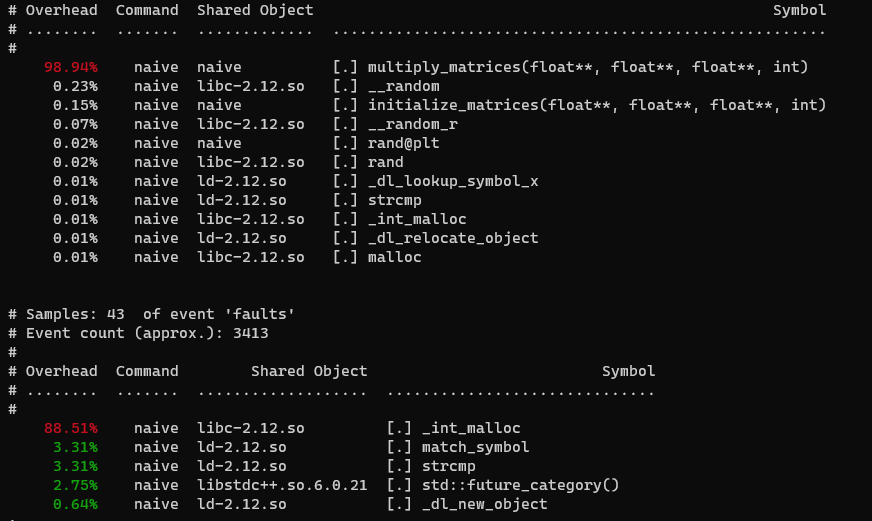 # Overhead  Command  Shared Object                                                   Symbol
# ........  .......  .............  .......................................................
#
    98.94%    naive  naive          [.] multiply_matrices(float**, float**, float**, int)
     0.23%    naive  libc-2.12.so   [.] __random
     0.15%    naive  naive          [.] initialize_matrices(float**, float**, float**, int)
     0.07%    naive  libc-2.12.so   [.] __random_r
     0.02%    naive  naive          [.] rand@plt
     0.02%    naive  libc-2.12.so   [.] rand
     0.01%    naive  ld-2.12.so     [.] _dl_lookup_symbol_x
     0.01%    naive  ld-2.12.so     [.] strcmp
     0.01%    naive  libc-2.12.so   [.] _int_malloc
     0.01%    naive  ld-2.12.so     [.] _dl_relocate_object
     0.01%    naive  libc-2.12.so   [.] malloc
# Samples: 43  of event 'faults'
# Event count (approx.): 3413
#
# Overhead  Command        Shared Object                          Symbol
# ........  .......  ...................  ..............................
#
    88.51%    naive  libc-2.12.so         [.] _int_malloc
     3.31%    naive  ld-2.12.so           [.] match_symbol
     3.31%    naive  ld-2.12.so           [.] strcmp
     2.75%    naive  libstdc++.so.6.0.21  [.] std::future_category()
     0.64%    naive  ld-2.12.so           [.] _dl_new_object